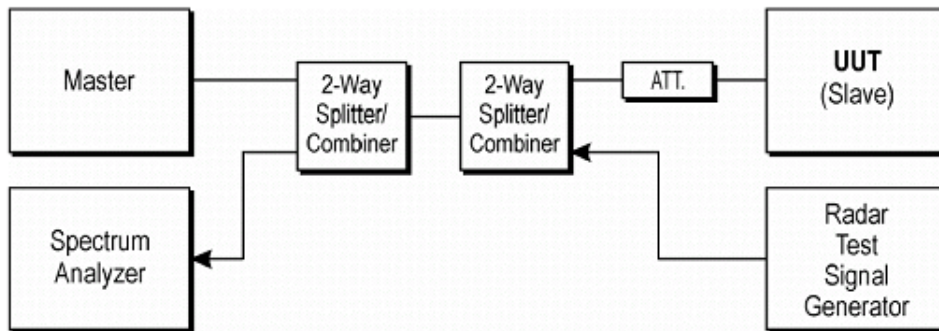 Master
2-Way
Splitter/
Combiner
2-Way
Splitter/
Combiner
ATT.
UUT
(Slave)
Spectrum
Analyzer
Radar
Test
Signal
Generator